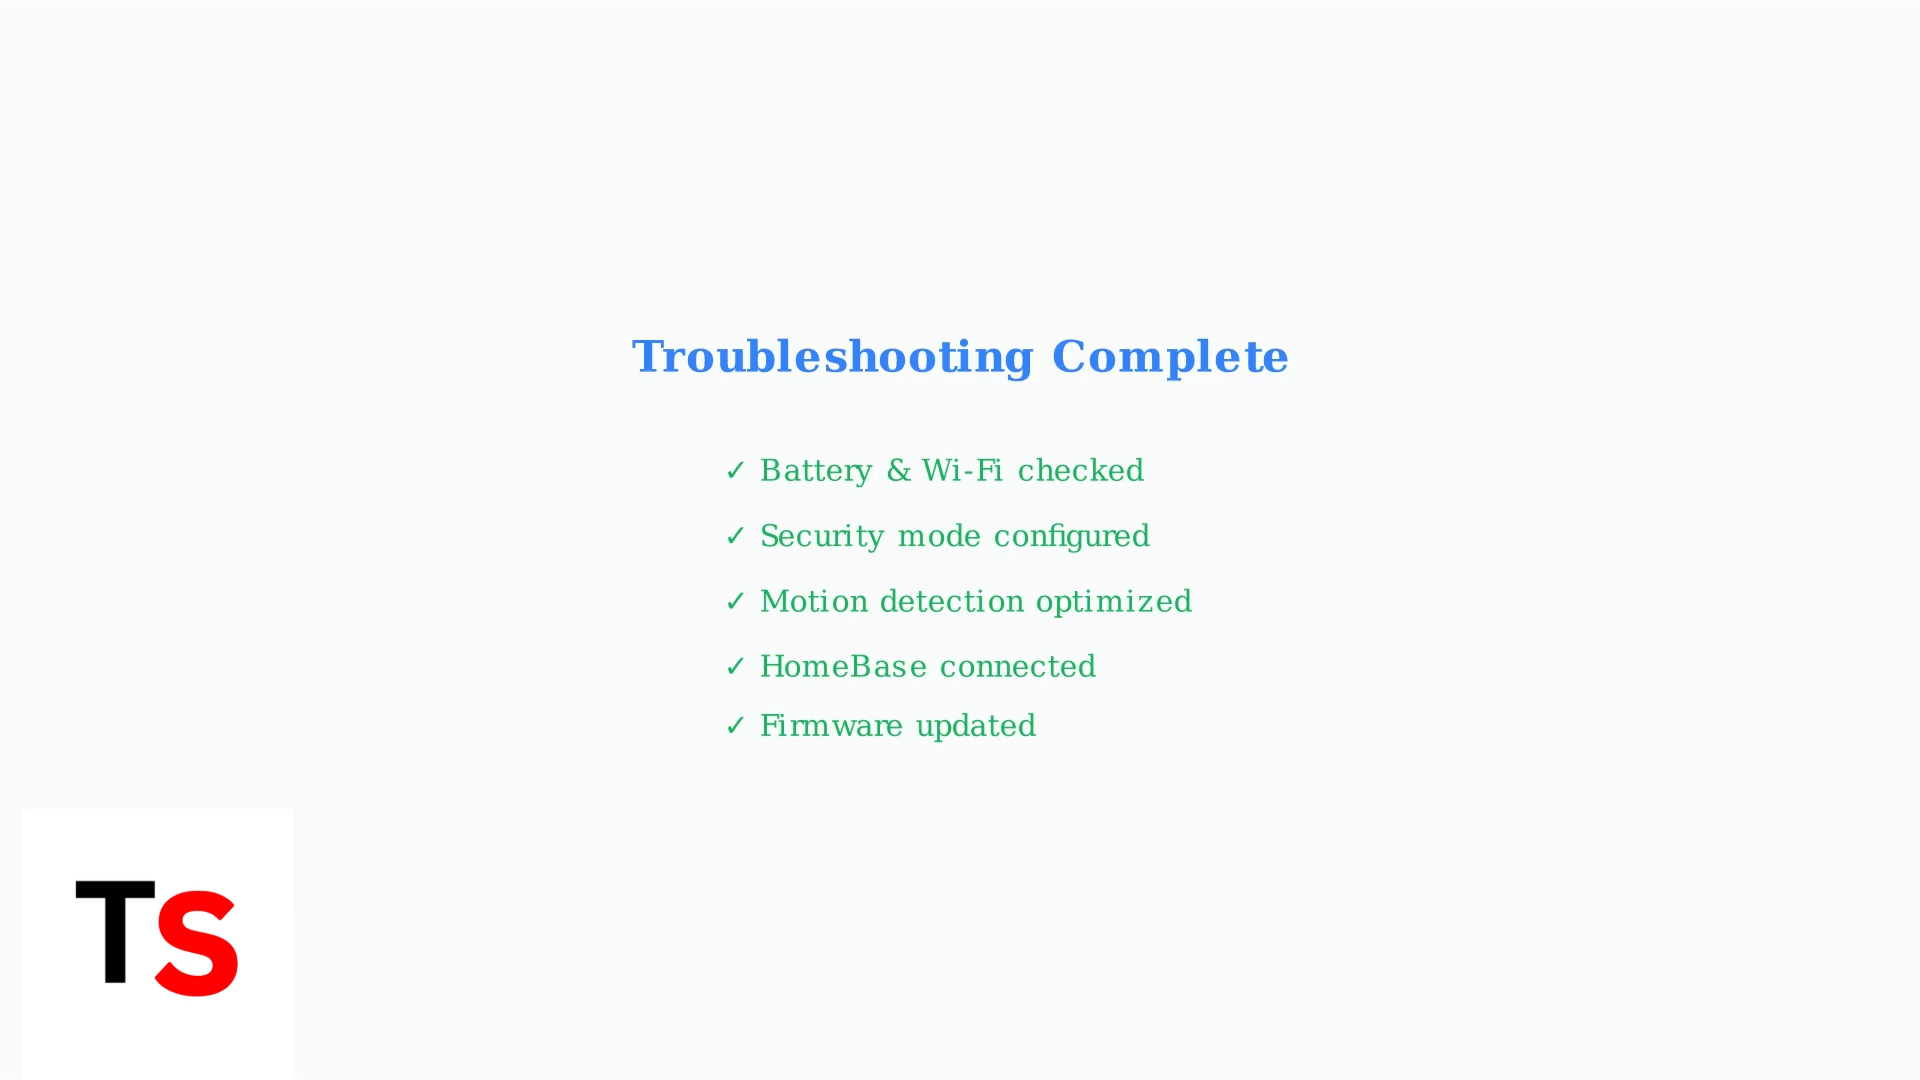 Troubleshooting Complete
✓ Battery & Wi-Fi checked
✓ Security mode configured
✓ Motion detection optimized
✓ HomeBase connected
✓ Firmware updated
TS